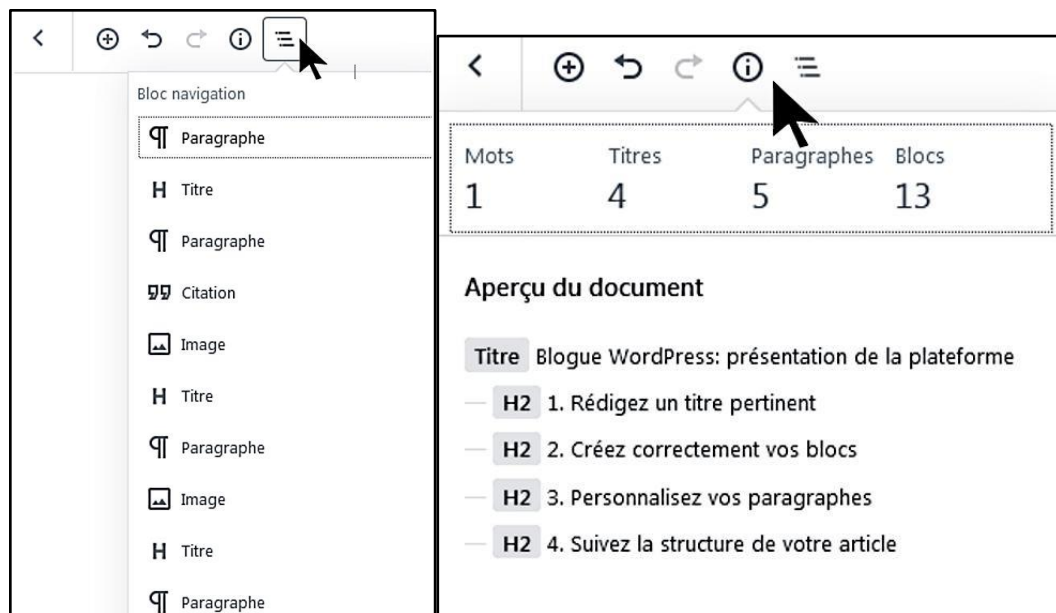 Bloc navigation
Paragraphe
H Titre
Paragraphe
Citation
Image
H Titre
Paragraphe
Image
H Titre
Paragraphe
Mots Titres Paragraphes Blocs
1 4 5 13
Aperçu du document
Titre Blogue WordPress: présentation de la plateforme
H2 1. Rédigez un titre pertinent
H2 2. Créez correctement vos blocs
H2 3. Personnalisez vos paragraphes
H2 4. Suivez la structure de votre article